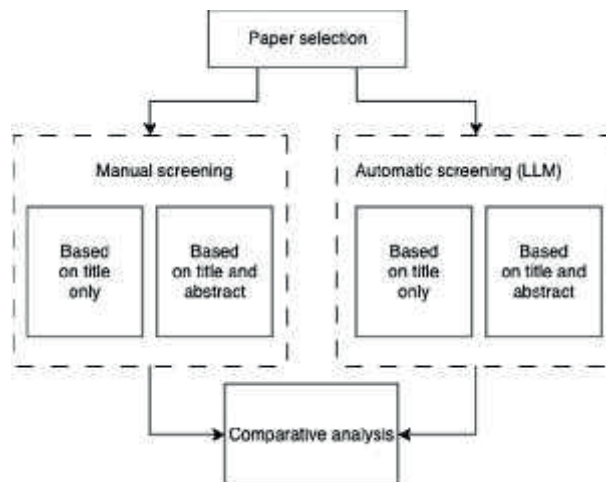 Paper selection
Manual screening
Based
on title
only
Based
on title and
abstract
Automatic screening (LLM)
Based
on title
only
Based
on title and
abstract
Comparative analysis